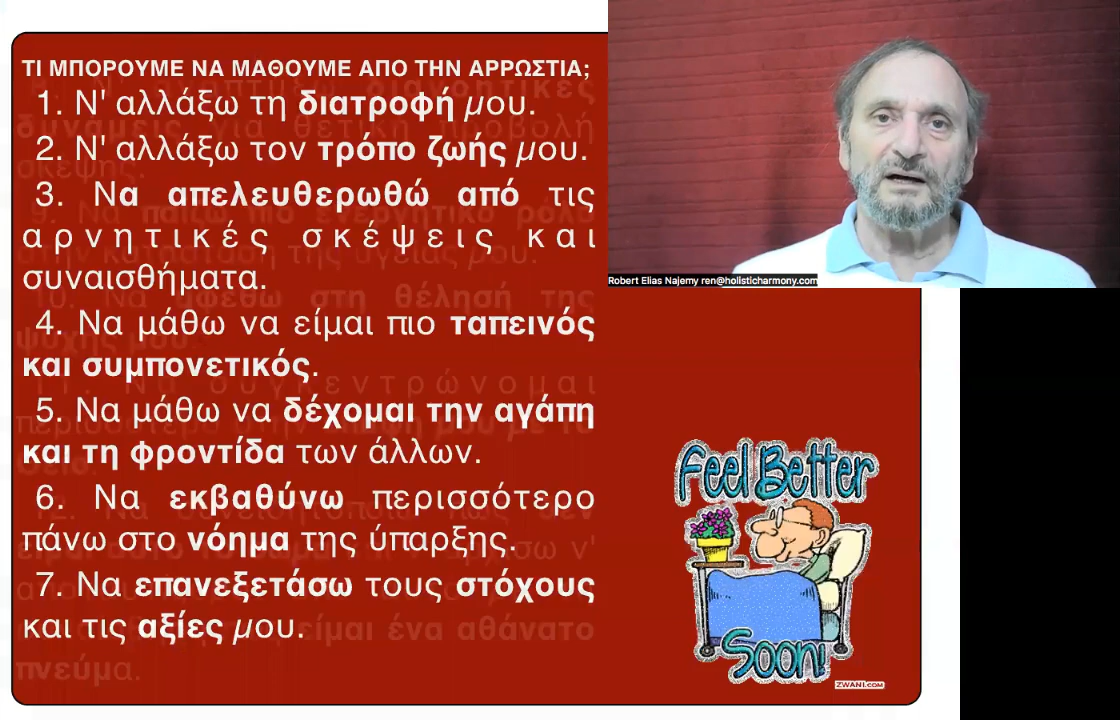 ΤΙ ΜΠΟΡΟΥΜΕ ΝΑ ΜΑΘΟΥΜΕ ΑΠΟ ΤΗΝ ΑΡΡΩΣΤΙΑ;
1. Ν' αλλάξω τη διατροφή μου.
2. Ν' αλλάξω τον τρόπο ζωής μου.
3. Να απελευθερωθώ από τις
αρνητικές σκέψεις και
συναισθήματα.
4. Να μάθω να είμαι πιο ταπεινός
και συμπονετικός.
5. Να μάθω να δέχομαι την αγάπη
και τη φροντίδα των άλλων.
6. Να εκβαθύνω περισσότερο
πάνω στο νόημα της ύπαρξης.
7. Να επανεξετάσω τους στόχους
και τις αξίες μου.
Robert Elias Najemy ren@holisticharmony.com
Feel Better
Soon!
ZWANI.COM